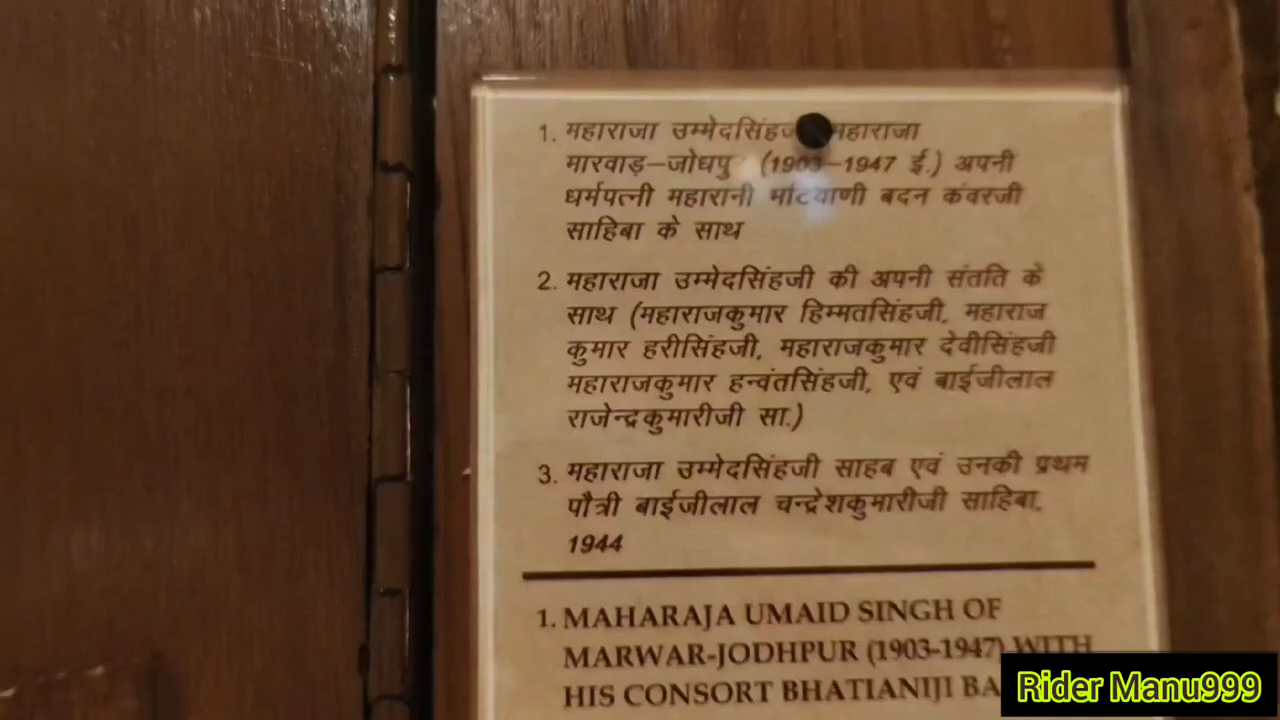 1. महाराजा उम्मेदसिंहज महाराजा
मारवाड़–जोधपु (1903–1947 ई.) अपनी
धर्मपत्नी महारानी भटियाणी बदन कंवरजी
साहिबा के साथ
2. महाराजा उम्मेदसिंहजी की अपनी संतति के
साथ (महाराजकुमार हिम्मतसिंहजी, महाराज
कुमार हरीसिंहजी, महाराजकुमार देवीसिंहजी
महाराजकुमार हन्वंतसिंहजी, एवं बाईजीलाल
राजेन्द्रकुमारीजी सा.)
3. महाराजा उम्मेदसिंहजी साहब एवं उनकी प्रथम
पौत्री बाईजीलाल चन्द्रेशकुमारीजी साहिबा,
1944
1. MAHARAJA UMAID SINGH OF
MARWAR-JODHPUR (1903-1947) WITH
HIS CONSORT BHATIANIJI BA
Rider Manu999